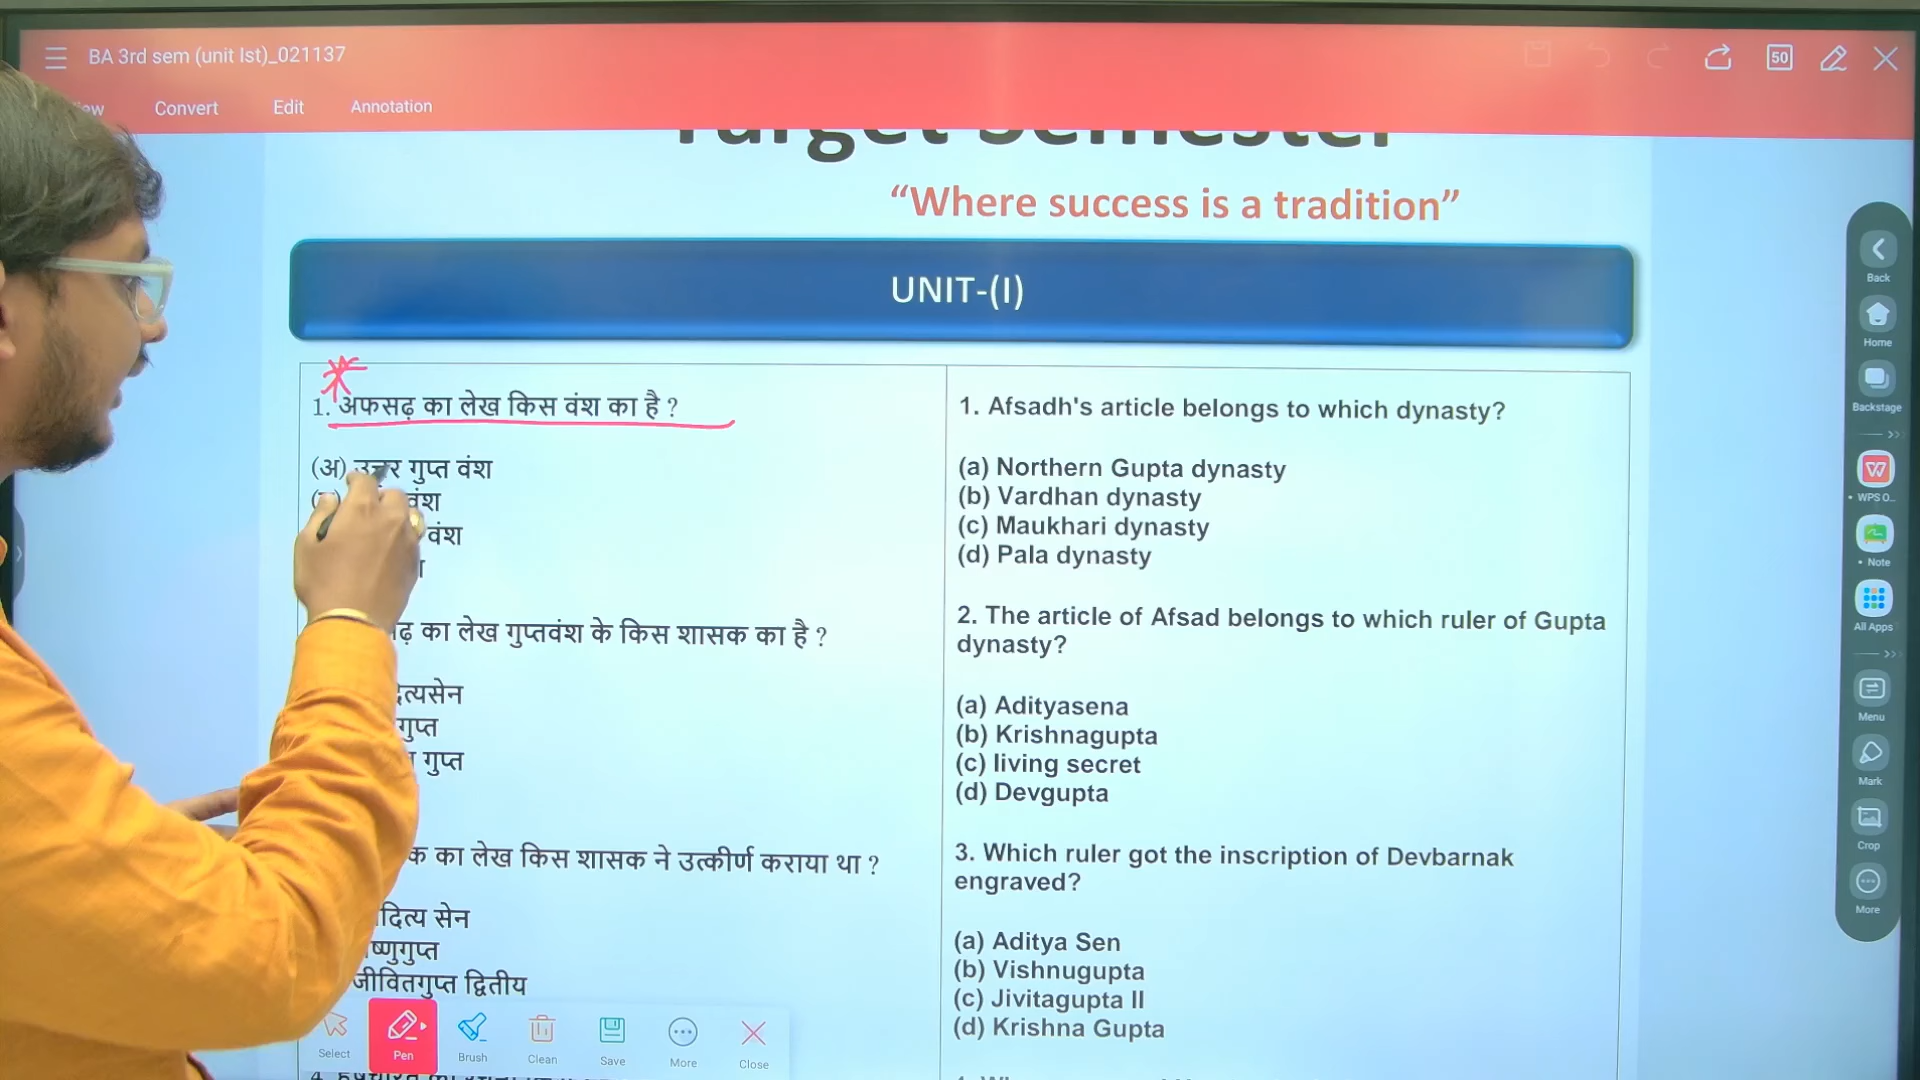 BA 3rd sem (unit Ist)_021137
50
Convert Edit Annotation
Target Semester
“Where success is a tradition”
UNIT-(I)
1. अफसढ़ का लेख किस वंश का है ?
(अ) उत्तर गुप्त वंश
वंश
वंश
का लेख गुप्तवंश के किस शासक का है ?
गुप्त
गुप्त
का लेख किस शासक ने उत्कीर्ण कराया था ?
सेन
जीवितगुप्त द्वितीय
1. Afsadh's article belongs to which dynasty?
(a) Northern Gupta dynasty
(b) Vardhan dynasty
(c) Maukhari dynasty
(d) Pala dynasty
2. The article of Afsad belongs to which ruler of Gupta
dynasty?
(a) Adityasena
(b) Krishnagupta
(c) living secret
(d) Devgupta
3. Which ruler got the inscription of Devbarnak
engraved?
(a) Aditya Sen
(b) Vishnugupta
(c) Jivitagupta II
(d) Krishna Gupta
Select Pen Brush Clean Save More Close
Back
Home
Backstage
WPS O...
Note
All Apps
Menu
Mark
Crop
More